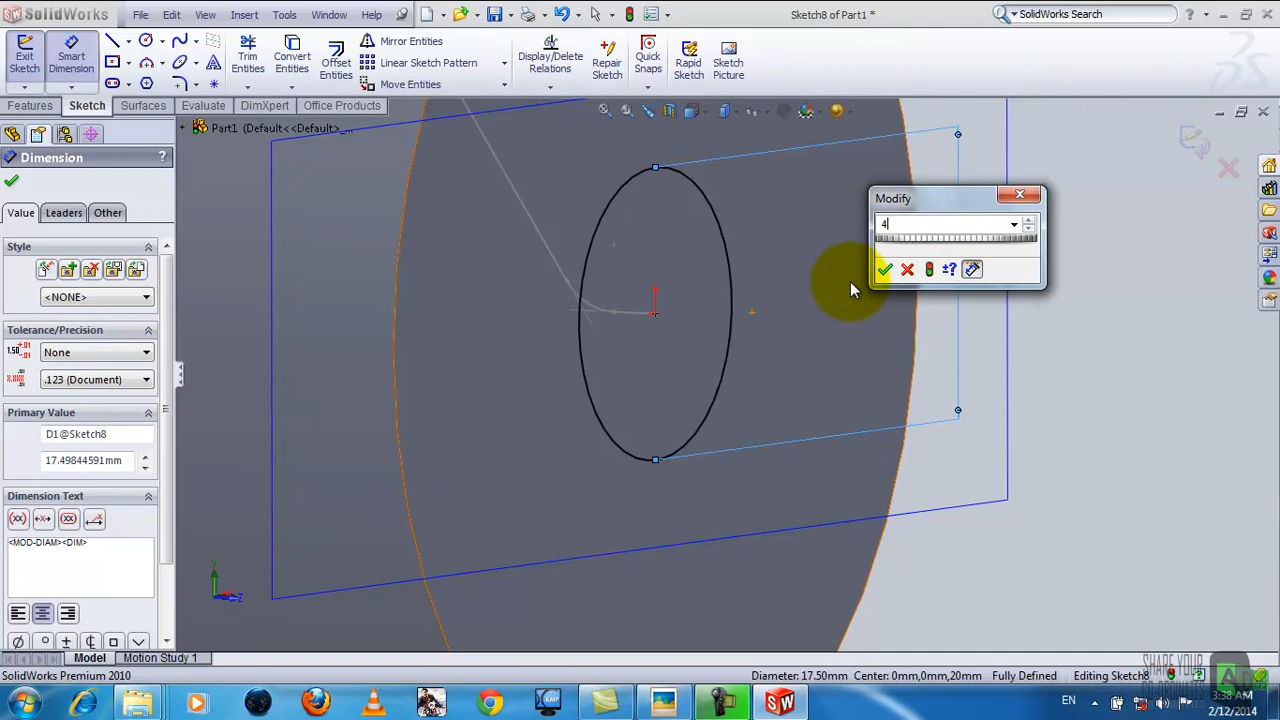 SolidWorks
File
Edit
View
Insert
Tools
Window
Help
Sketch8 of Part1 *
SolidWorks Search
Exit
Sketch
Smart
Dimension
Trim
Entities
Convert
Entities
Offset
Entities
Mirror Entities
Linear Sketch Pattern
Move Entities
Display/Delete
Relations
Repair
Sketch
Quick
Snaps
Rapid
Sketch
Sketch
Picture
Features
Sketch
Surfaces
Evaluate
DimXpert
Office Products
Part1 (Default<<Default>_...
Dimension
?
Value
Leaders
Other
Style
<NONE>
Tolerance/Precision
None
.123 (Document)
Primary Value
D1@Sketch8
17.49844591mm
Dimension Text
<MOD-DIAM><DIM>
Modify
4
Y
Z
Model
Motion Study 1
SolidWorks Premium 2010
Diameter: 17.50mm
Center: 0mm,0mm,20mm
Fully Defined
Editing Sketch8
SHARE YOUR
EN
3:38 AM
2/12/2014